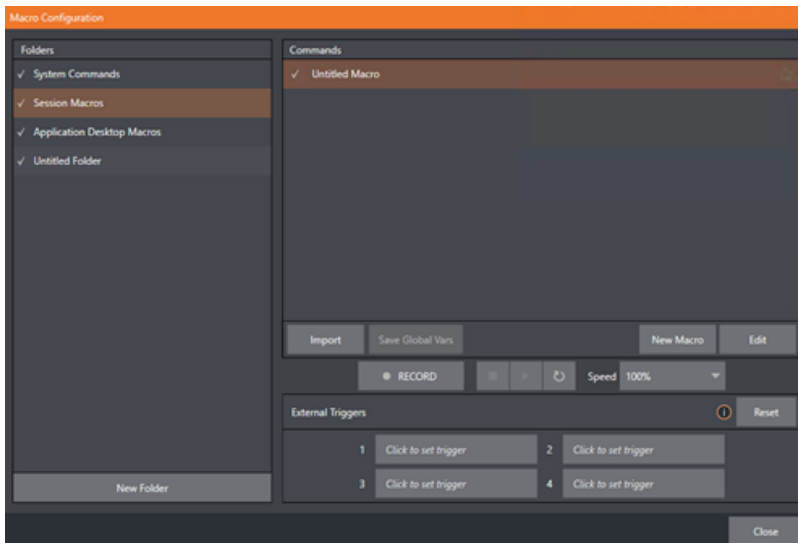 Macro Configuration
Folders
✓ System Commands
✓ Session Macros
✓ Application Desktop Macros
✓ Untitled Folder
New Folder
Commands
✓ Untitled Macro
Import Save Global Vars New Macro Edit
RECORD Speed 100%
External Triggers Reset
1 Click to set trigger 2 Click to set trigger
3 Click to set trigger 4 Click to set trigger
Close